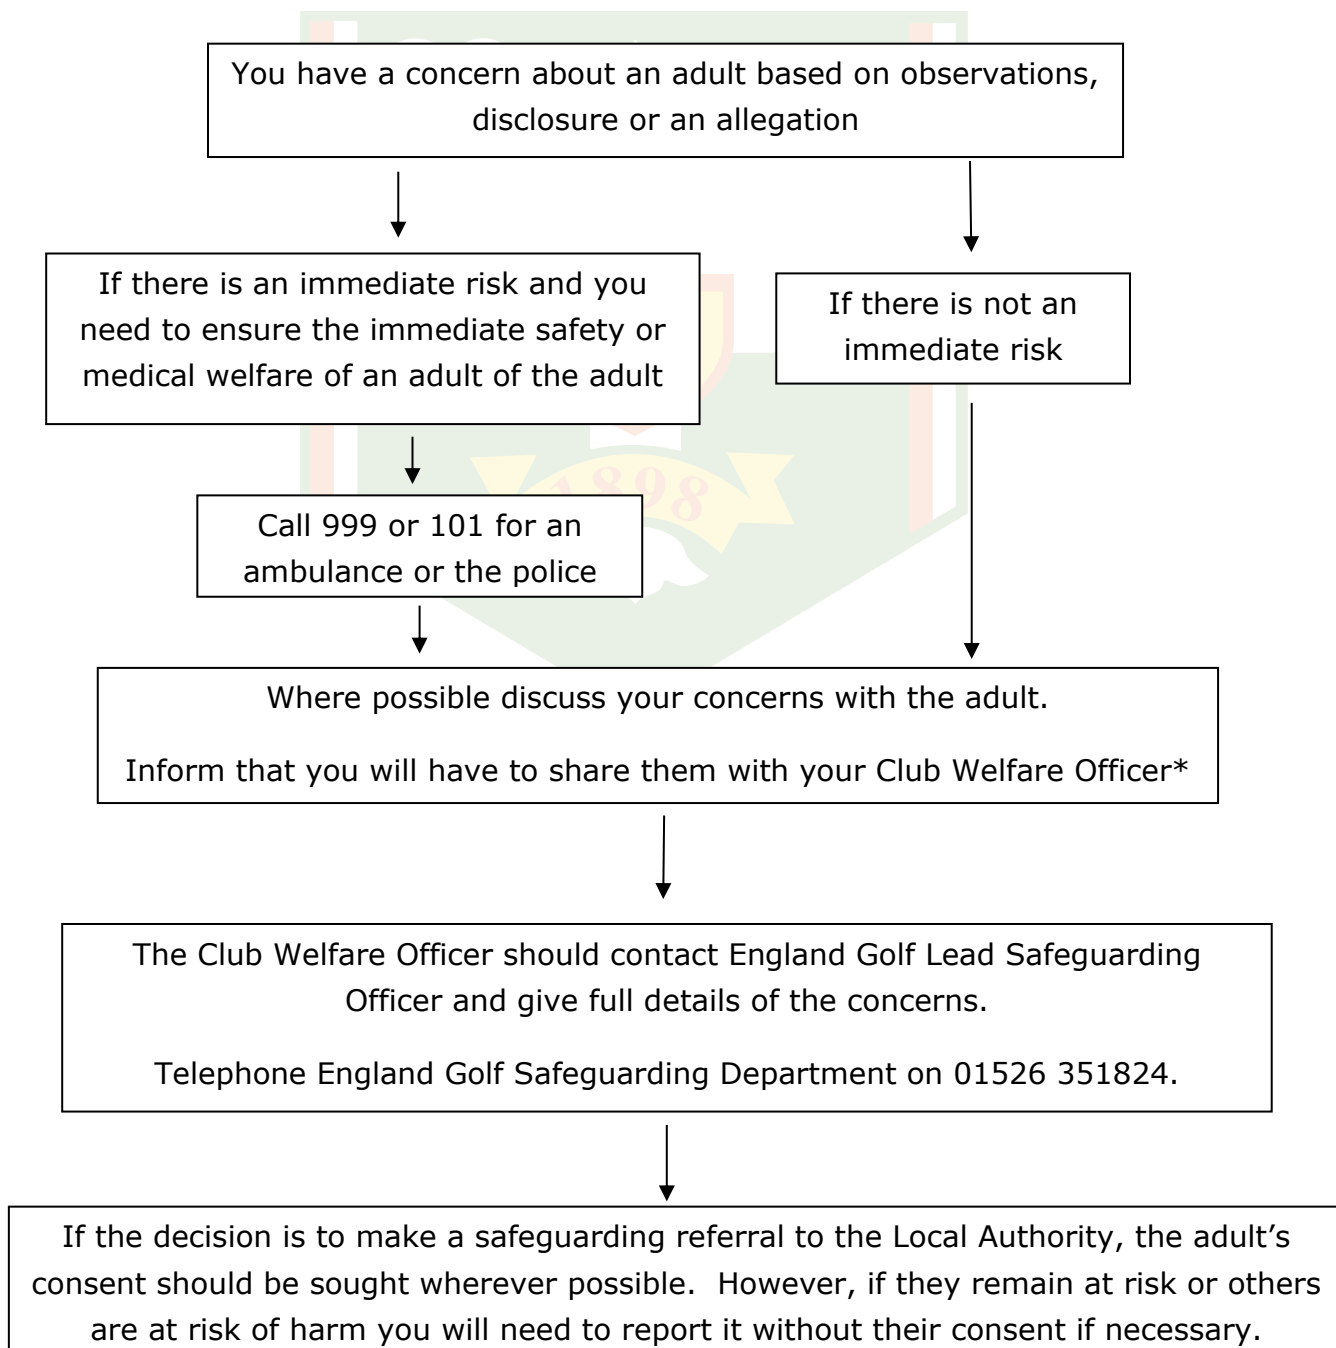 You have a concern about an adult based on observations,
disclosure or an allegation
If there is an immediate risk and you
need to ensure the immediate safety or
medical welfare of an adult of the adult
If there is not an
immediate risk
1898
Call 999 or 101 for an
ambulance or the police
Where possible discuss your concerns with the adult.
Inform that you will have to share them with your Club Welfare Officer*
The Club Welfare Officer should contact England Golf Lead Safeguarding
Officer and give full details of the concerns.
Telephone England Golf Safeguarding Department on 01526 351824.
If the decision is to make a safeguarding referral to the Local Authority, the adult’s
consent should be sought wherever possible.  However, if they remain at risk or others
are at risk of harm you will need to report it without their consent if necessary.